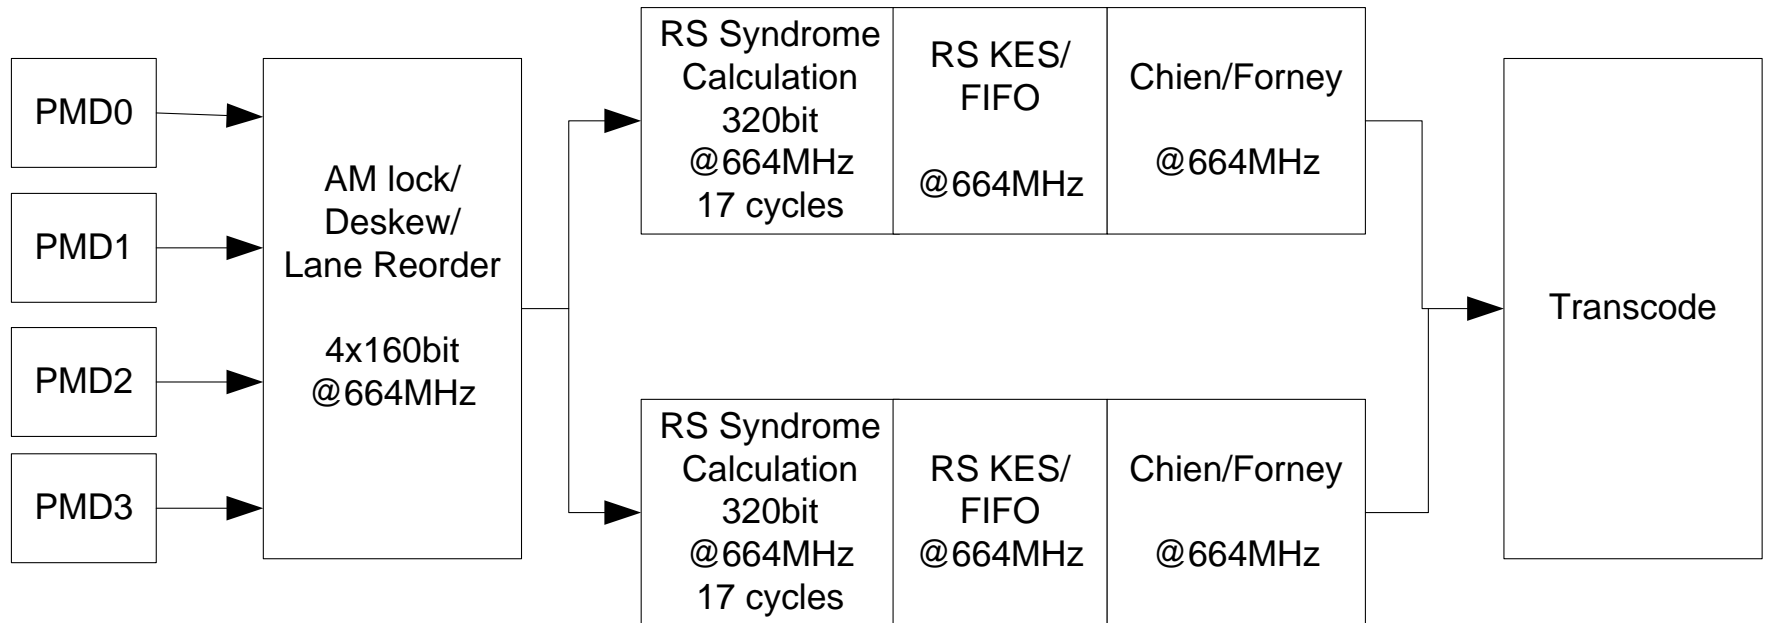 PMD0
PMD1
PMD2
PMD3
AM lock/
Deskew/
Lane Reorder
4x160bit
@664MHz
RS Syndrome
Calculation
320bit
@664MHz
17 cycles
RS KES/
FIFO
@664MHz
Chien/Forney
@664MHz
RS Syndrome
Calculation
320bit
@664MHz
17 cycles
RS KES/
FIFO
@664MHz
Chien/Forney
@664MHz
Transcode